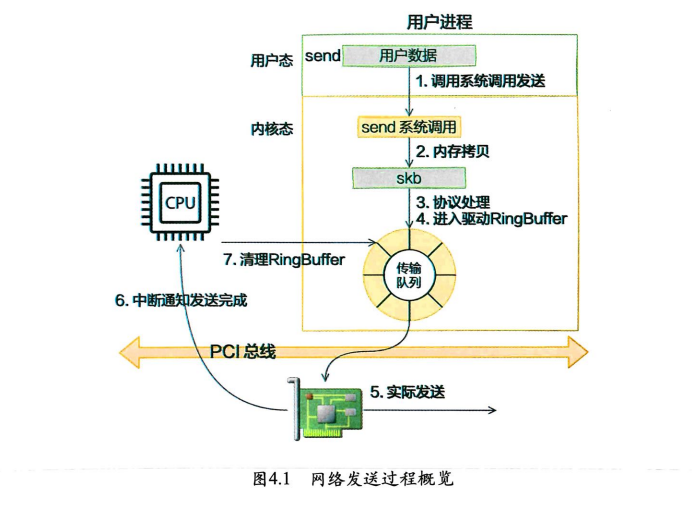 用户进程
用户态
send
用户数据
1. 调用系统调用发送
内核态
send 系统调用
2. 内存拷贝
skb
3. 协议处理
4. 进入驱动RingBuffer
CPU
7. 清理RingBuffer
传输
队列
6. 中断通知发送完成
PCI 总线
5. 实际发送
图4.1 网络发送过程概览